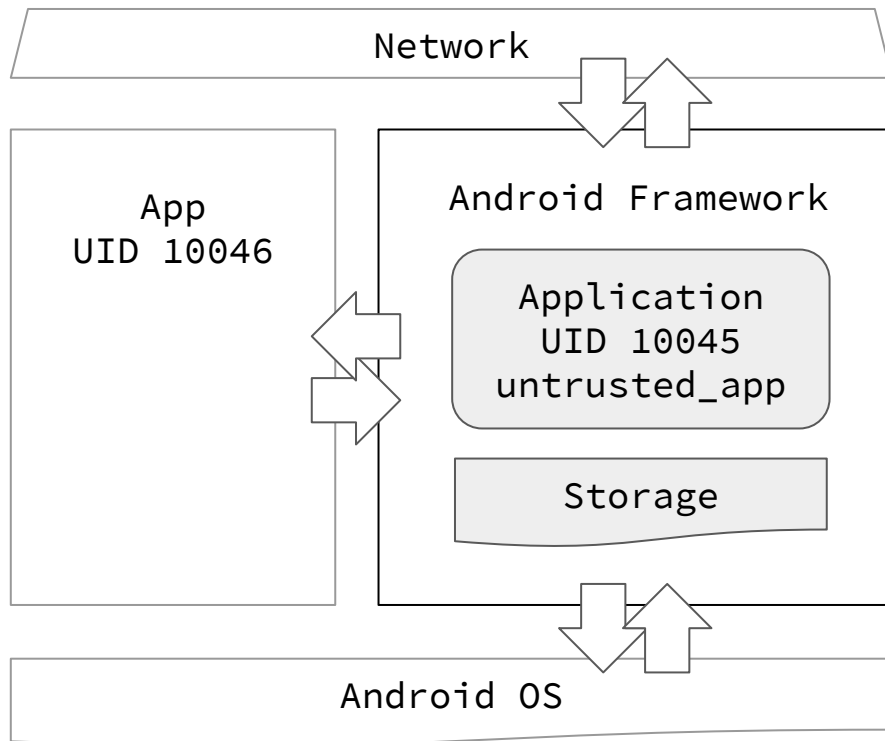 Network
App
UID 10046
Android Framework
Application
UID 10045
untrusted_app
Storage
Android OS